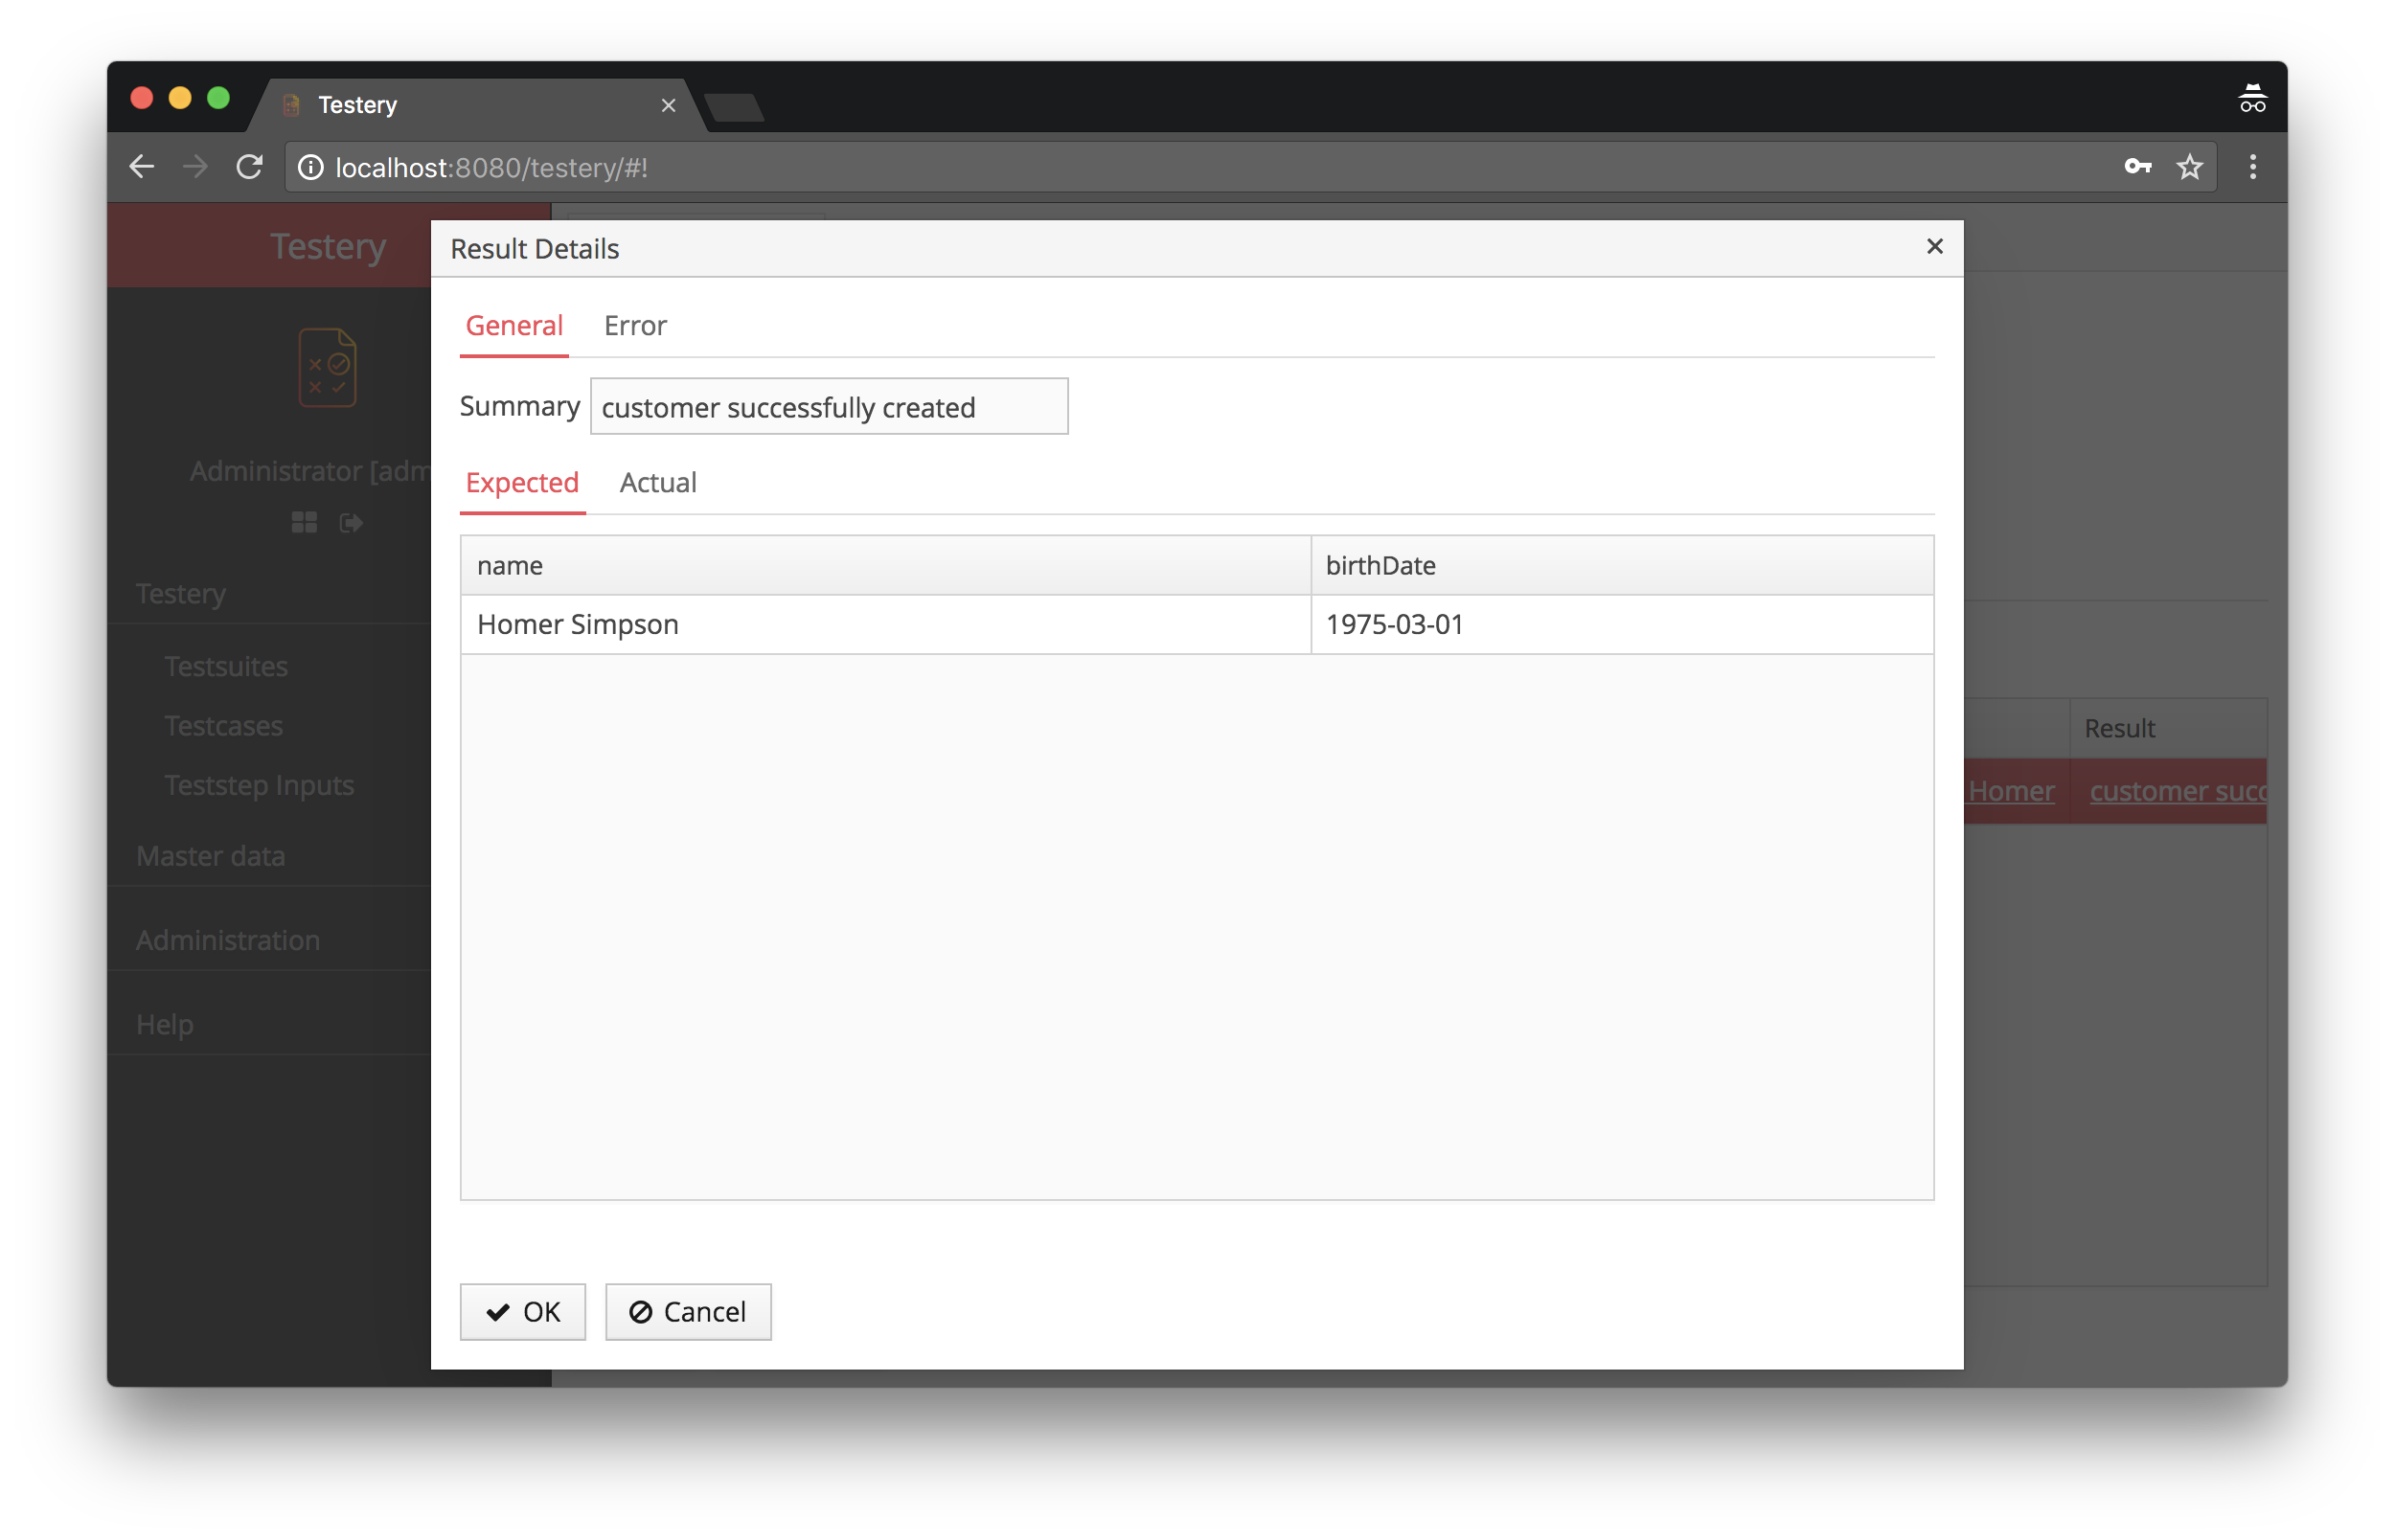 Testery
localhost:8080/testery/#!
Testery
Result Details
General Error
Summary customer successfully created
Expected Actual
name birthDate
Homer Simpson 1975-03-01
OK Cancel
Administrator [adm
Testery
Testsuites
Testcases
Teststep Inputs
Master data
Administration
Help
Result
Homer customer succ